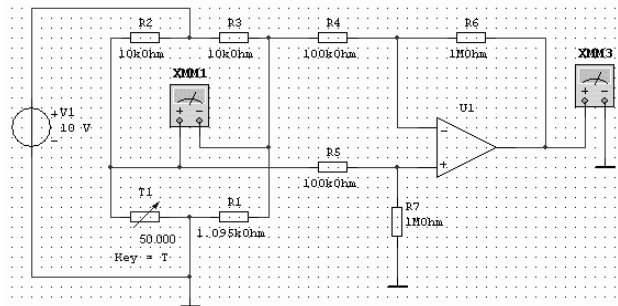 R2 R3 R4 R6
10kOhm 10kOhm 100kOhm 1MOhm
XMM1 XMM3
+ -
+ -
V1
10 V
+
-
U1
-
+
R5
100kOhm
T1 R1
R7
1MOhm
50.000 1.095kOhm
Key = T